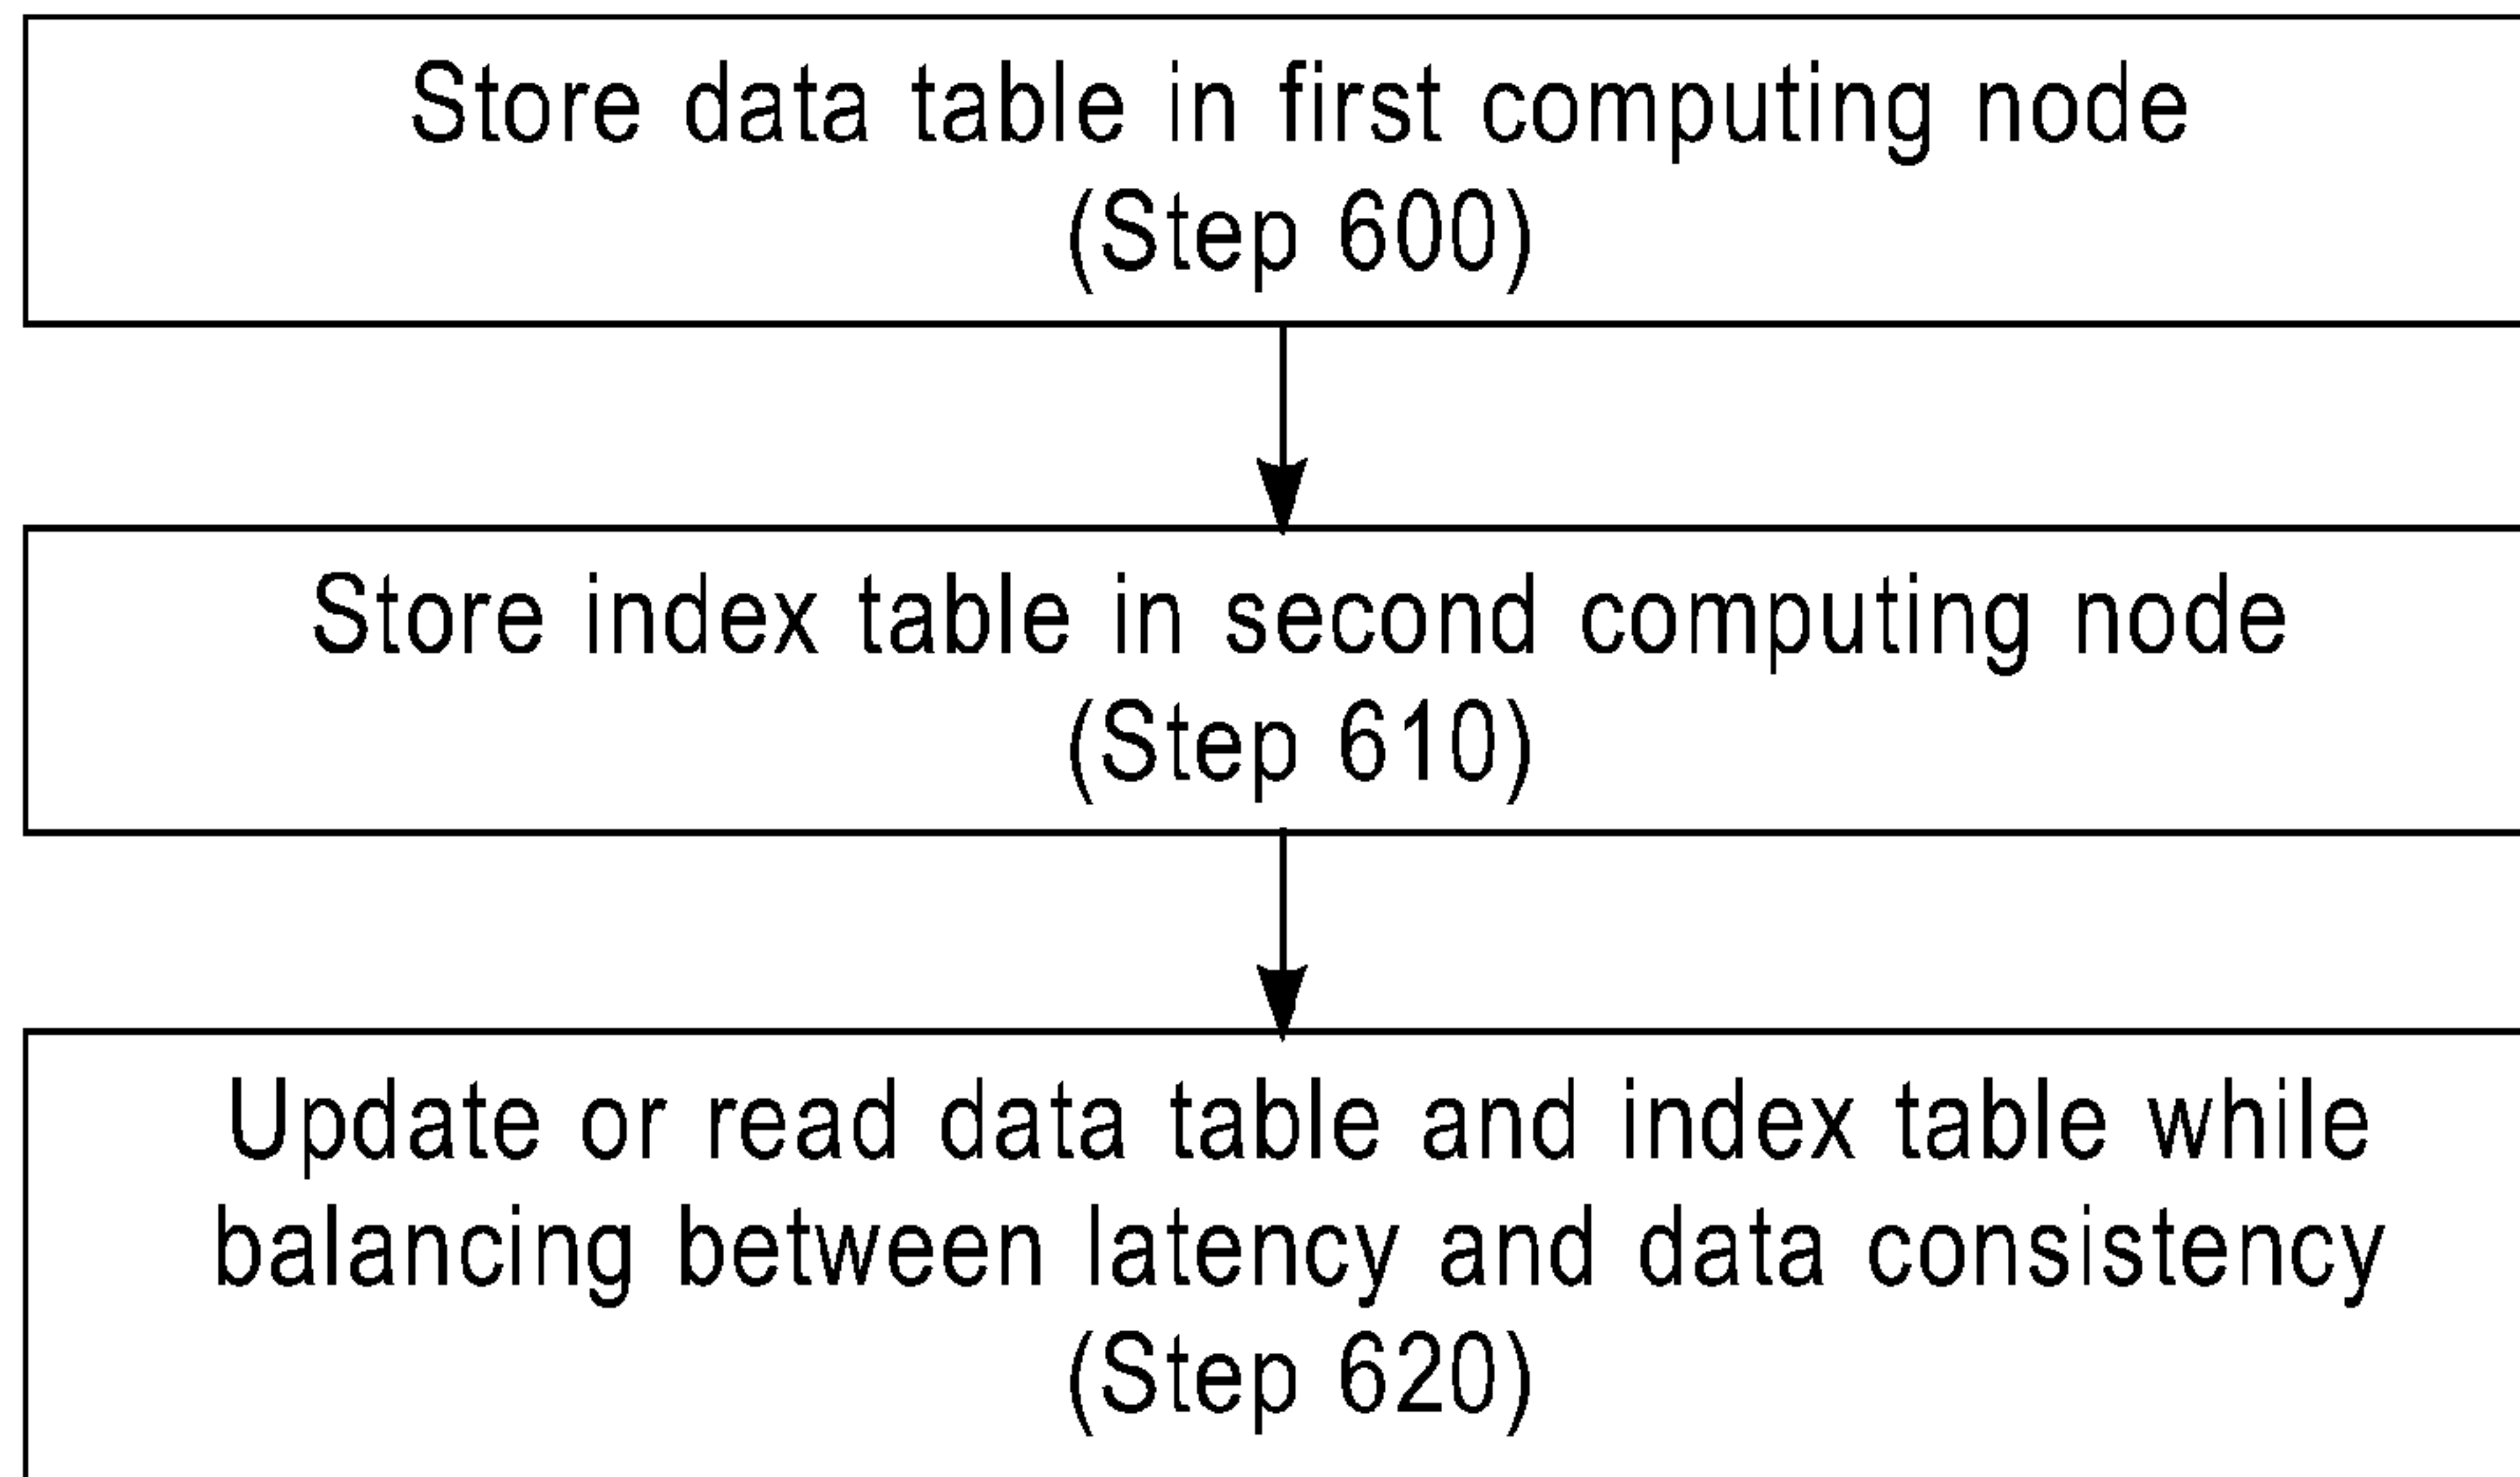 Store data table in first computing node
(Step 600)
Store index table in second computing node
(Step 610)
Update or read data table and index table while
balancing between latency and data consistency
(Step 620)